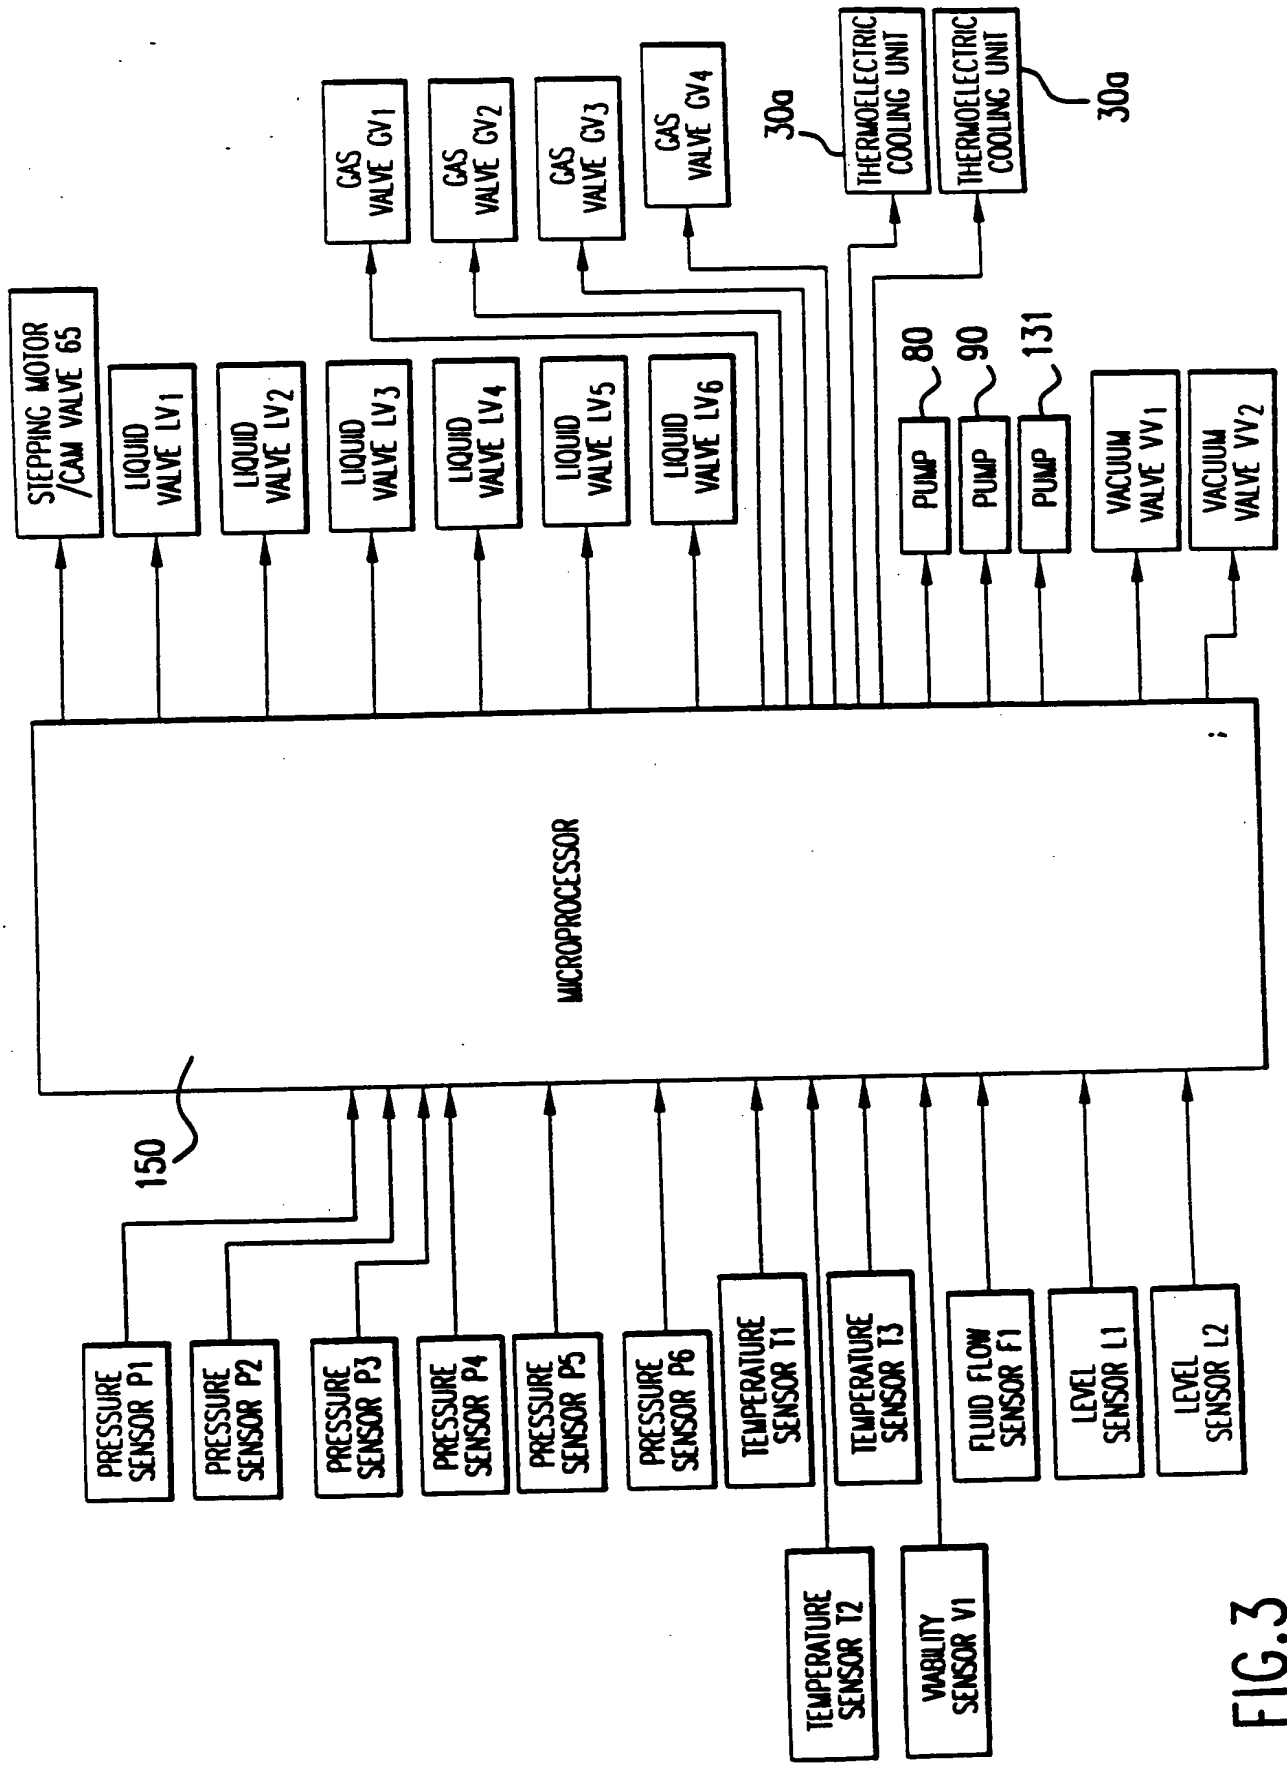 PRESSURE
SENSOR P1
PRESSURE
SENSOR P2
PRESSURE
SENSOR P3
PRESSURE
SENSOR P4
PRESSURE
SENSOR P5
PRESSURE
SENSOR P6
TEMPERATURE
SENSOR T1
TEMPERATURE
SENSOR T2
TEMPERATURE
SENSOR T3
VIABILITY
SENSOR V1
FLUID FLOW
SENSOR F1
LEVEL
SENSOR L1
LEVEL
SENSOR L2
150
MICROPROCESSOR
STEPPING MOTOR
/CAM VALVE 65
LIQUID
VALVE LV1
LIQUID
VALVE LV2
LIQUID
VALVE LV3
LIQUID
VALVE LV4
LIQUID
VALVE LV5
LIQUID
VALVE LV6
GAS
VALVE GV1
GAS
VALVE GV2
GAS
VALVE GV3
GAS
VALVE GV4
30a
THERMOELECTRIC
COOLING UNIT
THERMOELECTRIC
COOLING UNIT
30a
PUMP
80
PUMP
90
PUMP
131
VACUUM
VALVE VV1
VACUUM
VALVE VV2
FIG.3